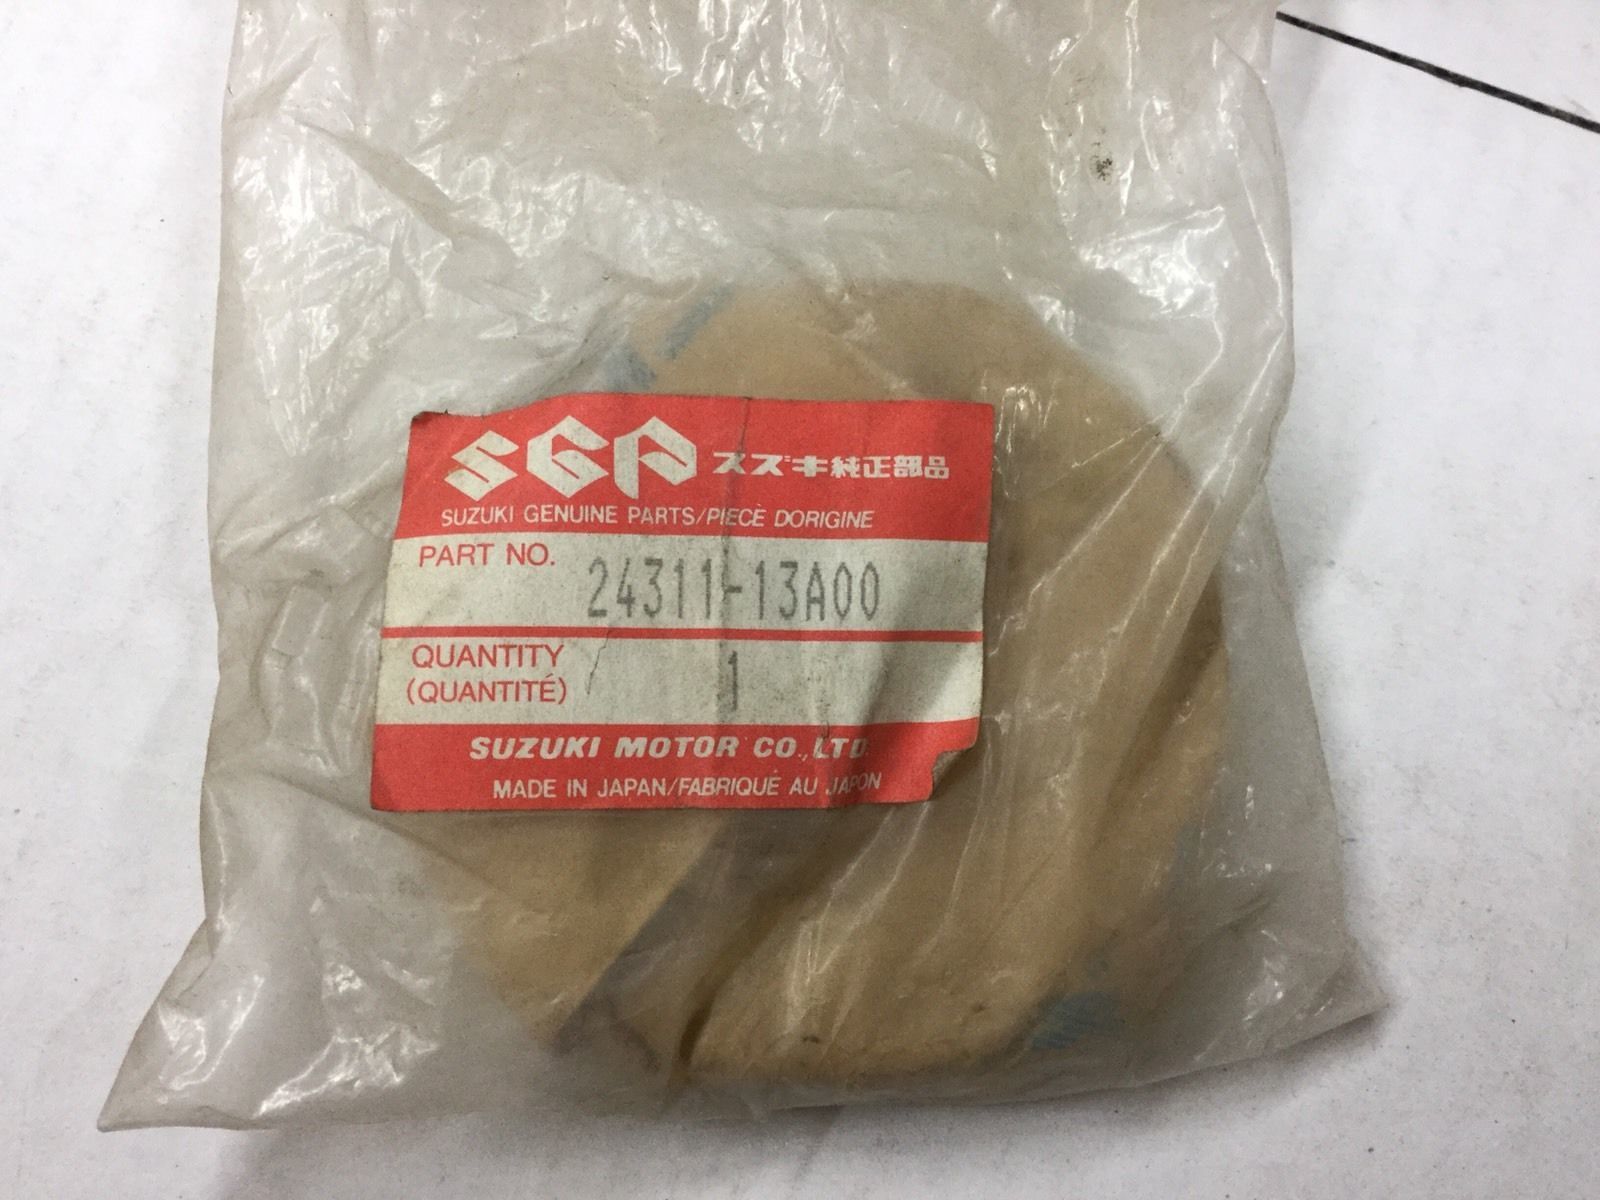 SGP スズキ純正部品
SUZUKI GENUINE PARTS/PIECÈ DORIGINE
PART NO. 24311-13A00
QUANTITY 1
(QUANTITÉ)
SUZUKI MOTOR CO., LTD.
MADE IN JAPAN/FABRIQUÉ AU JAPON